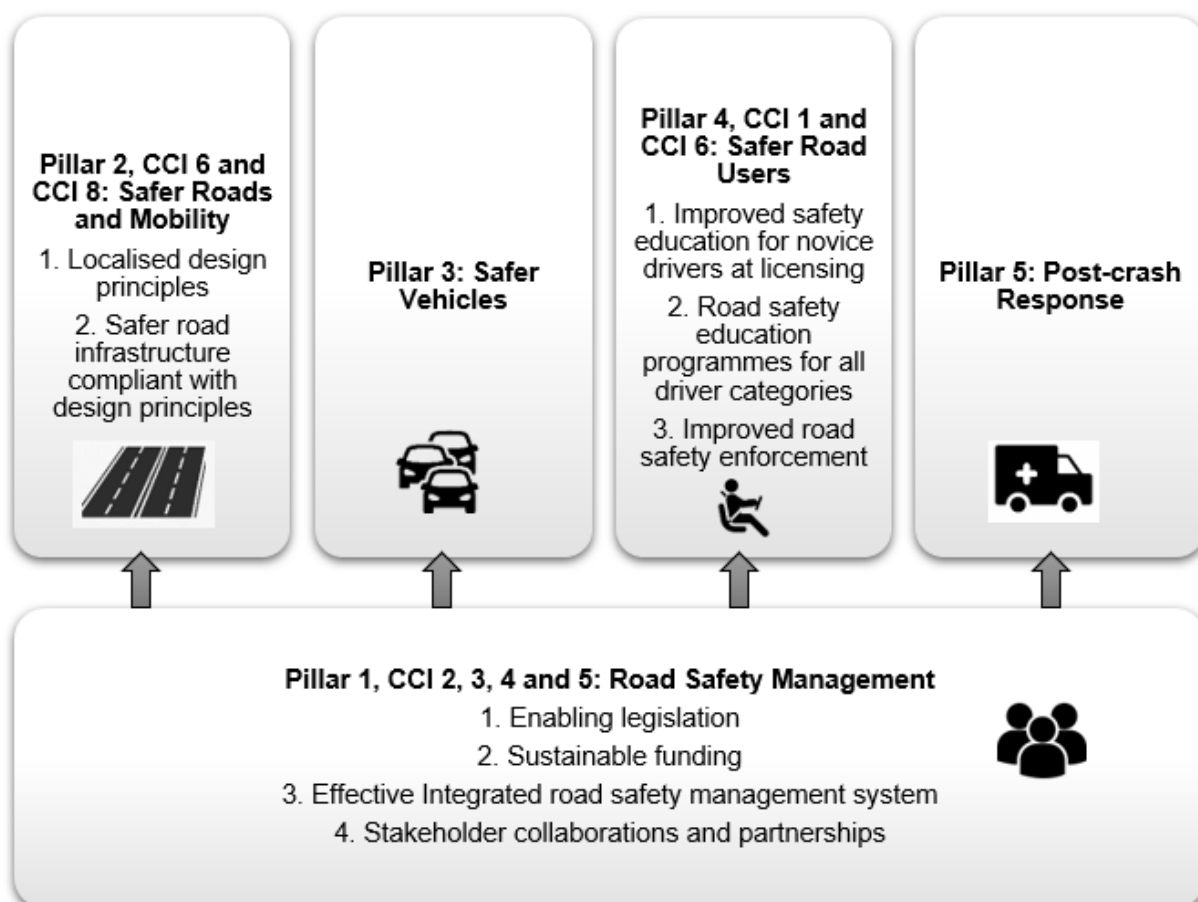 Pillar 2, CCI 6 and
CCI 8: Safer Roads
and Mobility
1. Localised design
principles
2. Safer road
infrastructure
compliant with
design principles
Pillar 3: Safer
Vehicles
Pillar 4, CCI 1 and
CCI 6: Safer Road
Users
1. Improved safety
education for novice
drivers at licensing
2. Road safety
education
programmes for all
driver categories
3. Improved road
safety enforcement
Pillar 5: Post-crash
Response
Pillar 1, CCI 2, 3, 4 and 5: Road Safety Management
1. Enabling legislation
2. Sustainable funding
3. Effective Integrated road safety management system
4. Stakeholder collaborations and partnerships